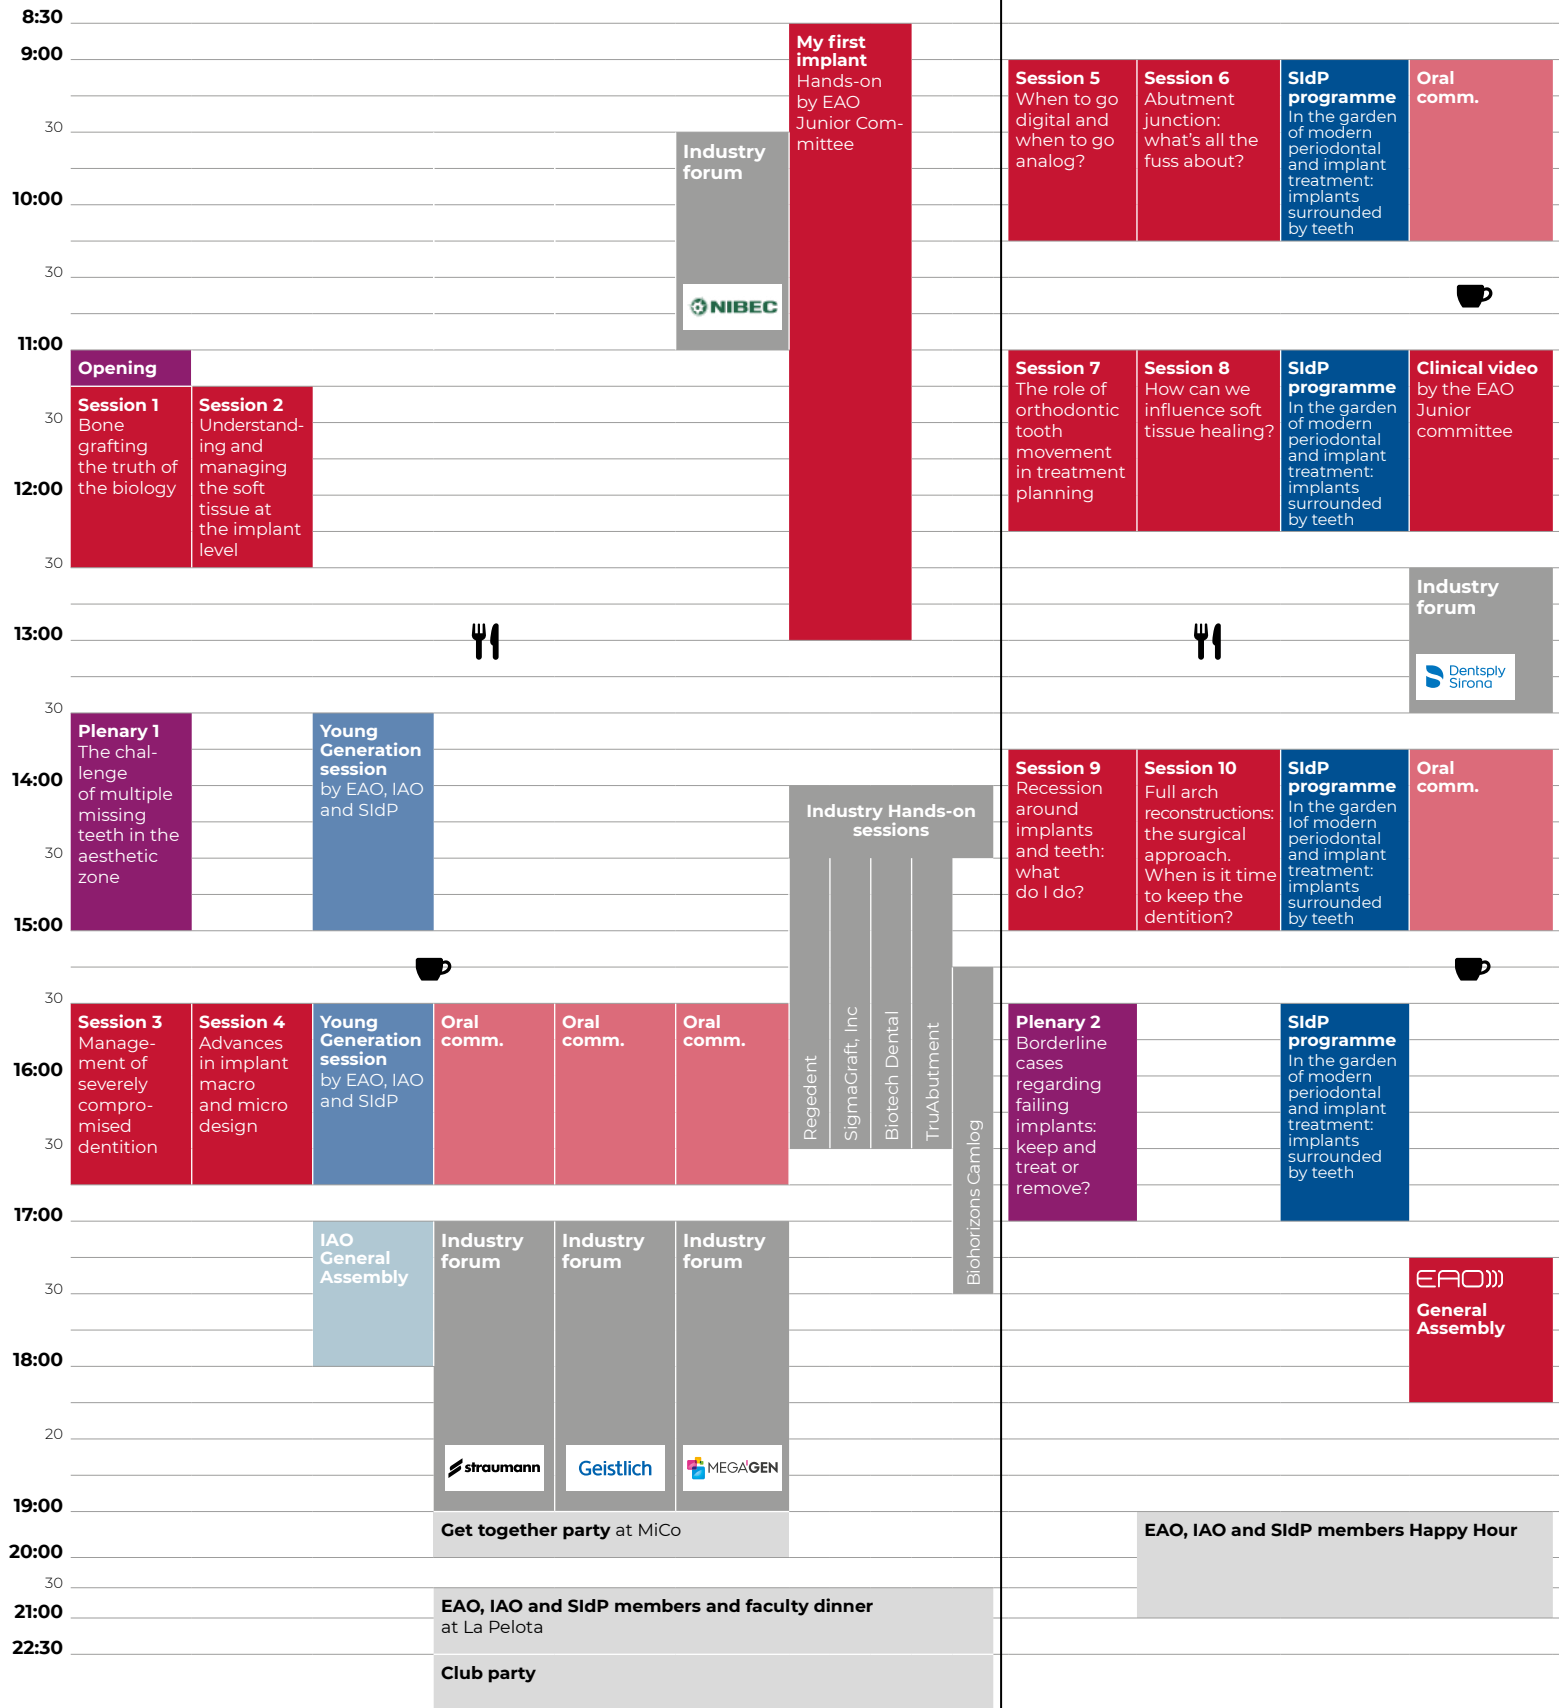 8:30
9:00
30
10:00
30
11:00
30
12:00
30
13:00
30
14:00
30
15:00
30
16:00
30
17:00
30
18:00
20
19:00
20:00
30
21:00
22:30
My first
implant
Hands-on
by EAO
Junior Com-
mittee
Industry
forum
NIBEC
Opening
Session 1
Bone
grafting
the truth of
the biology
Session 2
Understand-
ing and
managing
the soft
tissue at
the implant
level
Plenary 1
The chal-
lenge
of multiple
missing
teeth in the
aesthetic
zone
Young
Generation
session
by EAO, IAO
and SIdP
Industry Hands-on
sessions
Regedent
SigmaGraft, Inc
Biotech Dental
TruAbutment
Biohorizons Camlog
Session 3
Manage-
ment of
severely
compro-
mised
dentition
Session 4
Advances
in implant
macro
and micro
design
Young
Generation
session
by EAO, IAO
and SIdP
Oral
comm.
Oral
comm.
Oral
comm.
IAO
General
Assembly
Industry
forum
straumann
Industry
forum
Geistlich
Industry
forum
MEGA'GEN
Get together party at MiCo
EAO, IAO and SIdP members and faculty dinner
at La Pelota
Club party
Session 5
When to go
digital and
when to go
analog?
Session 6
Abutment
junction:
what's all the
fuss about?
SIdP
programme
In the garden
of modern
periodontal
and implant
treatment:
implants
surrounded
by teeth
Oral
comm.
Session 7
The role of
orthodontic
tooth
movement
in treatment
planning
Session 8
How can we
influence soft
tissue healing?
SIdP
programme
In the garden
of modern
periodontal
and implant
treatment:
implants
surrounded
by teeth
Clinical video
by the EAO
Junior
committee
Industry
forum
Dentsply
Sirona
Session 9
Recession
around
implants
and teeth:
what
do I do?
Session 10
Full arch
reconstructions:
the surgical
approach.
When is it time
to keep the
dentition?
SIdP
programme
In the garden
Iof modern
periodontal
and implant
treatment:
implants
surrounded
by teeth
Oral
comm.
Plenary 2
Borderline
cases
regarding
failing
implants:
keep and
treat or
remove?
SIdP
programme
In the garden
of modern
periodontal
and implant
treatment:
implants
surrounded
by teeth
EAO)))
General
Assembly
EAO, IAO and SIdP members Happy Hour